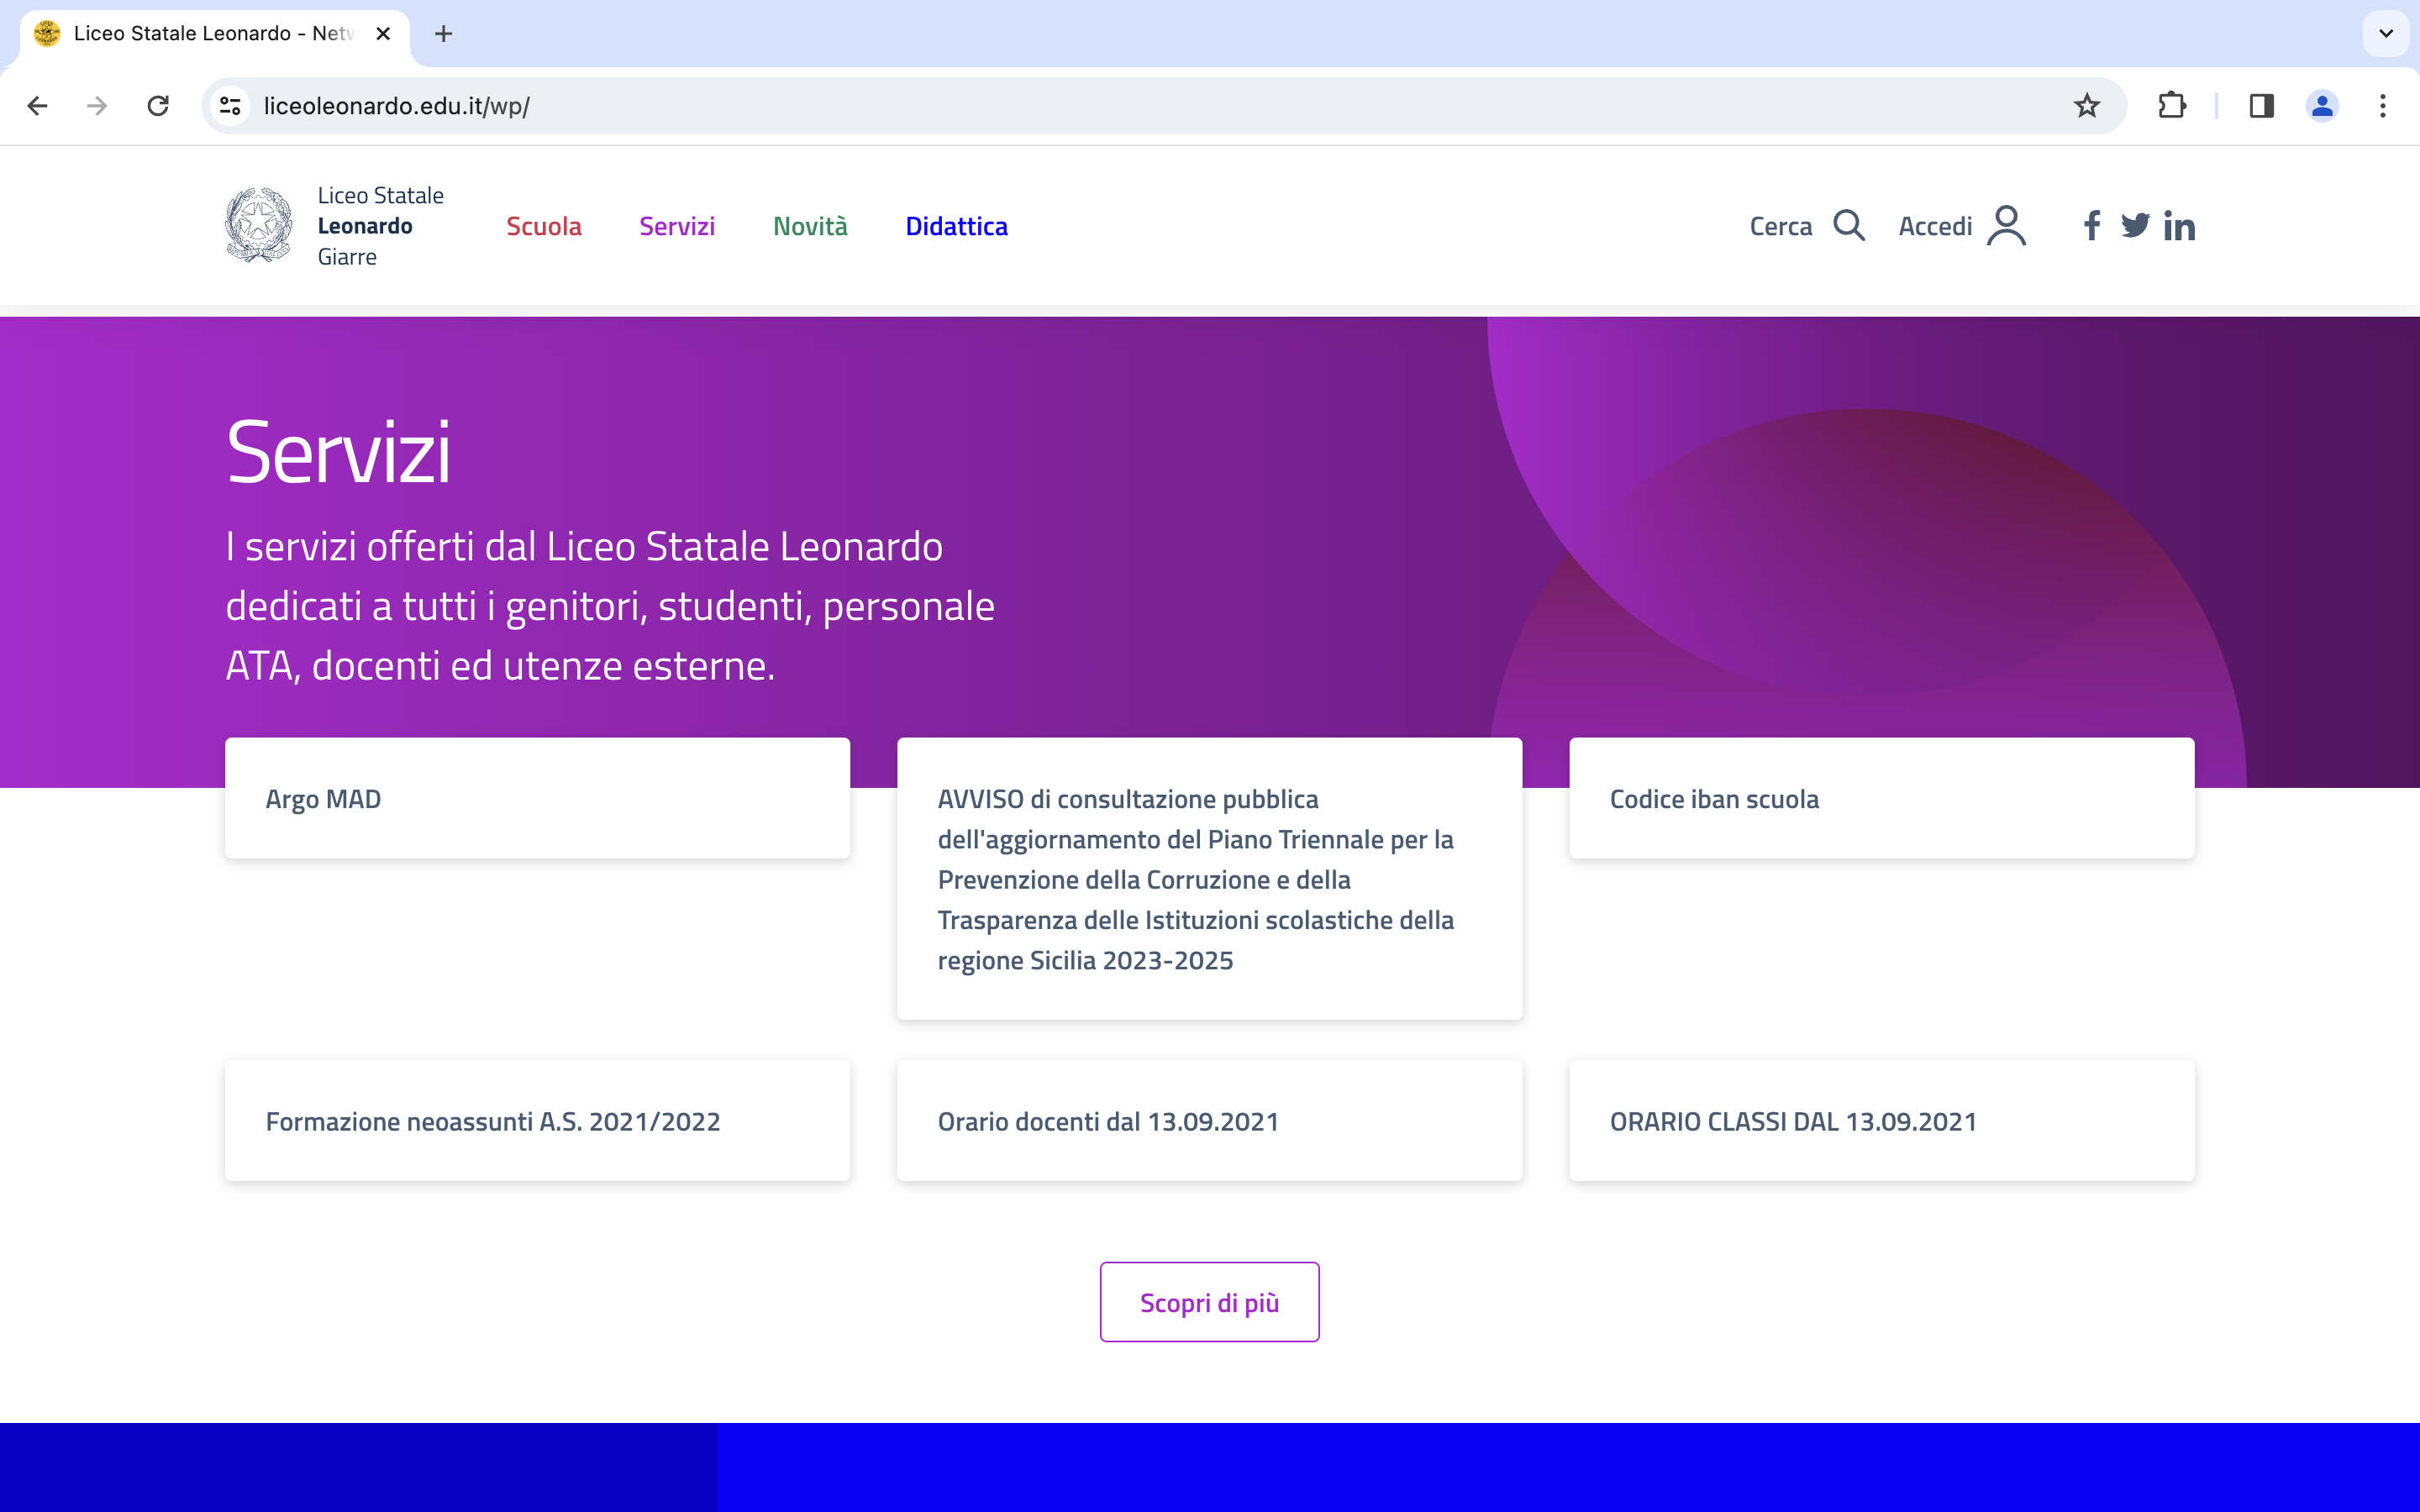 Liceo Statale Leonardo - Netw
liceoleonardo.edu.it/wp/
Liceo Statale
Leonardo
Giarre
Scuola
Servizi
Novità
Didattica
Cerca
Accedi
Servizi
I servizi offerti dal Liceo Statale Leonardo
dedicati a tutti i genitori, studenti, personale
ATA, docenti ed utenze esterne.
Argo MAD
AVVISO di consultazione pubblica
dell'aggiornamento del Piano Triennale per la
Prevenzione della Corruzione e della
Trasparenza delle Istituzioni scolastiche della
regione Sicilia 2023-2025
Codice iban scuola
Formazione neoassunti A.S. 2021/2022
Orario docenti dal 13.09.2021
ORARIO CLASSI DAL 13.09.2021
Scopri di più